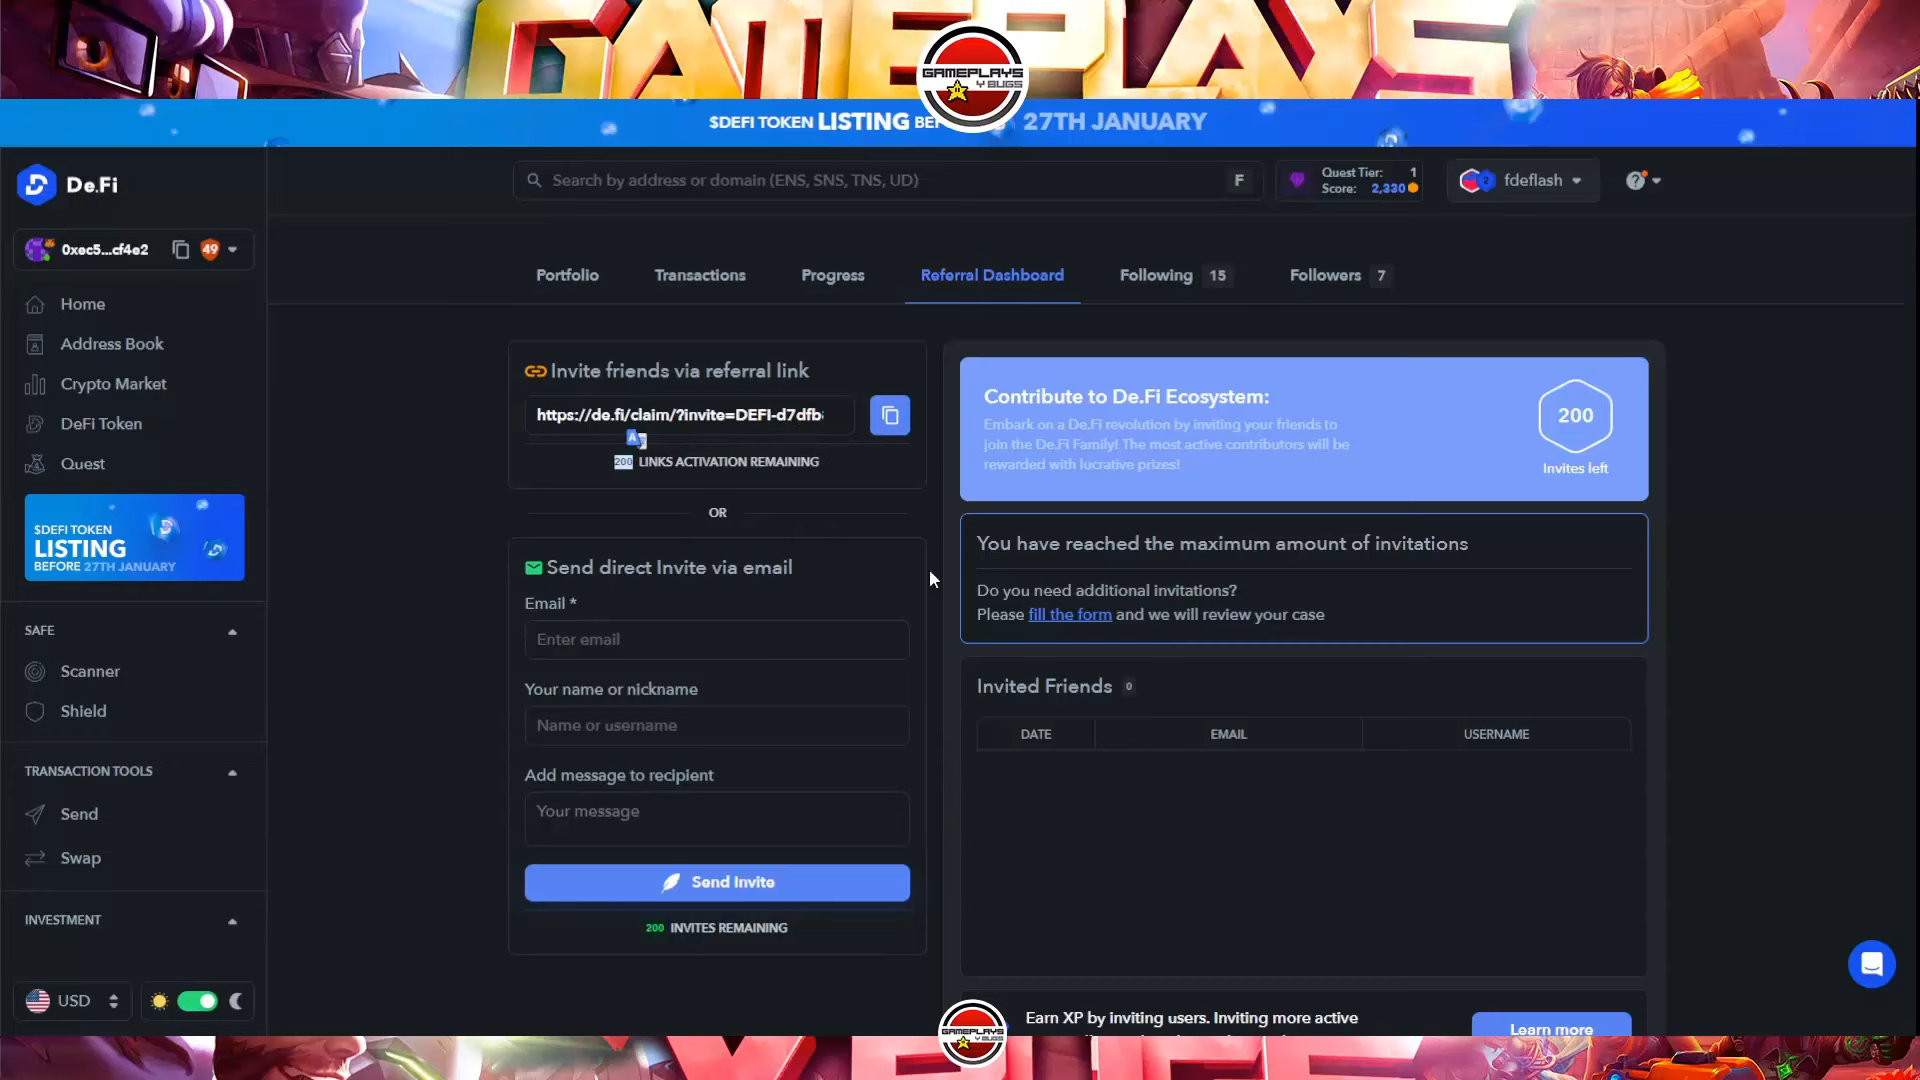 GAMEPLAYS
GAMEPLAYS
Y BUGS
$DEFI TOKEN LISTING BEF 27TH JANUARY
De.Fi
Search by address or domain (ENS, SNS, TNS, UD)
F
Quest Tier: 1
Score: 2,330
fdeflash
?
0xec5...cf4e2
49
Home
Address Book
Crypto Market
DeFi Token
Quest
$DEFI TOKEN
LISTING
BEFORE 27TH JANUARY
SAFE
Scanner
Shield
TRANSACTION TOOLS
Send
Swap
INVESTMENT
USD
Portfolio
Transactions
Progress
Referral Dashboard
Following 15
Followers 7
Invite friends via referral link
https://de.fi/claim/?invite=DEFI-d7dfb
200 LINKS ACTIVATION REMAINING
OR
Send direct Invite via email
Email *
Enter email
Your name or nickname
Name or username
Add message to recipient
Your message
Send Invite
200 INVITES REMAINING
Contribute to De.Fi Ecosystem:
Embark on a De.Fi revolution by inviting your friends to
join the De.Fi Family! The most active contributors will be
rewarded with lucrative prizes!
200
Invites left
You have reached the maximum amount of invitations
Do you need additional invitations?
Please fill the form and we will review your case
Invited Friends 0
DATE
EMAIL
USERNAME
Earn XP by inviting users. Inviting more active
Learn more
GAMEPLAYS
Y BUGS